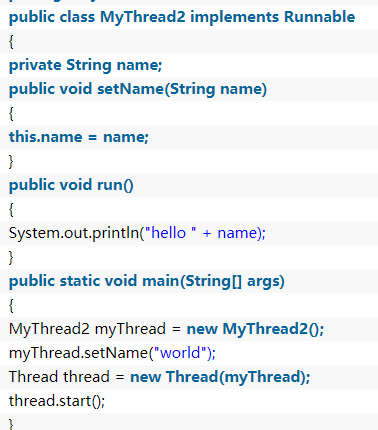 public class MyThread2 implements Runnable
{
private String name;
public void setName(String name)
{
this.name = name;
}
public void run()
{
System.out.println("hello " + name);
}
public static void main(String[] args)
{
MyThread2 myThread = new MyThread2();
myThread.setName("world");
Thread thread = new Thread(myThread);
thread.start();
}